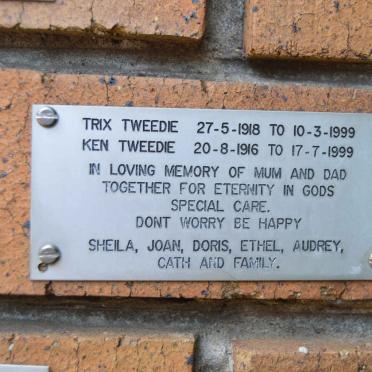 TRIX TWEEDIE 27-5-1918 TO 10-3-1999
KEN TWEEDIE 20-8-1916 TO 17-7-1999
IN LOVING MEMORY OF MUM AND DAD
TOGETHER FOR ETERNITY IN GODS
SPECIAL CARE.
DONT WORRY BE HAPPY
SHEILA, JOAN, DORIS, ETHEL, AUDREY,
CATH AND FAMILY.